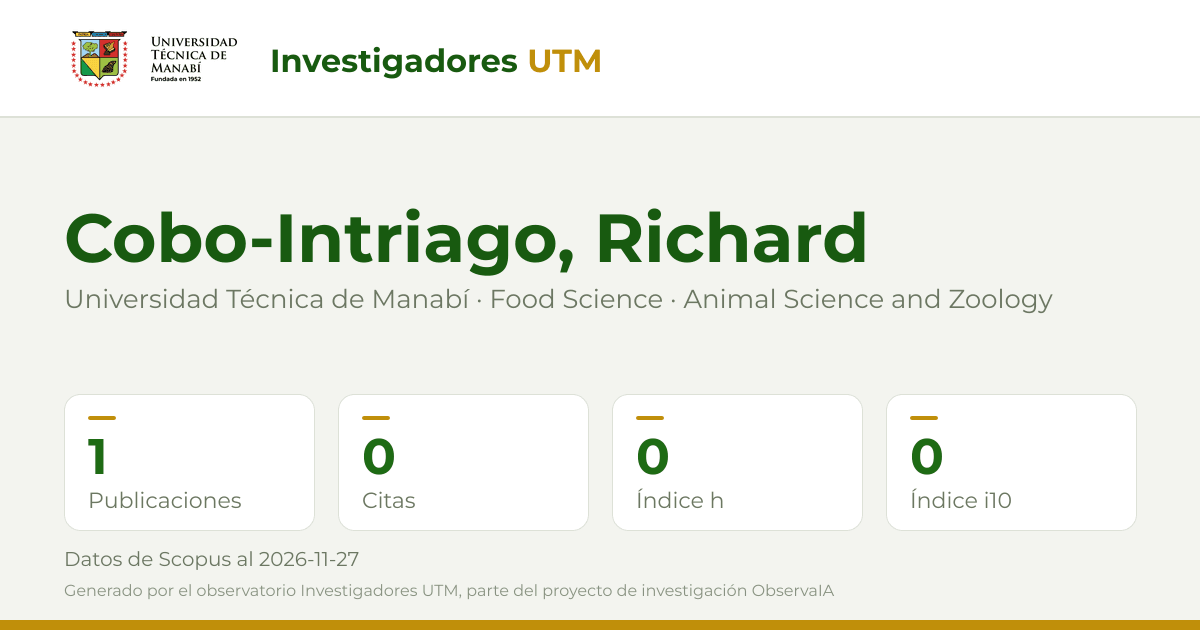 UNIVERSIDAD
TÉCNICA DE
MANABÍ
Fundada en 1952
Investigadores UTM
Cobo-Intriago, Richard
Universidad Técnica de Manabí · Food Science · Animal Science and Zoology
1
Publicaciones
0
Citas
0
Índice h
0
Índice i10
Datos de Scopus al 2026-11-27
Generado por el observatorio Investigadores UTM, parte del proyecto de investigación ObservaIA